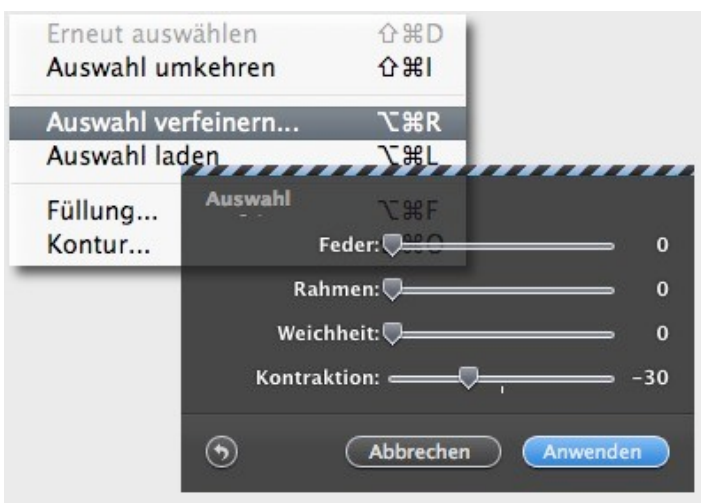 Erneut auswählen ⇧⌘D
Auswahl umkehren ⇧⌘I
Auswahl verfeinern... ⌥⌘R
Auswahl laden ⌥⌘L
Füllung... ⌥⌘F
Kontur... ⌘O
Auswahl
Feder: 0
Rahmen: 0
Weichheit: 0
Kontraktion: -30
Abbrechen Anwenden